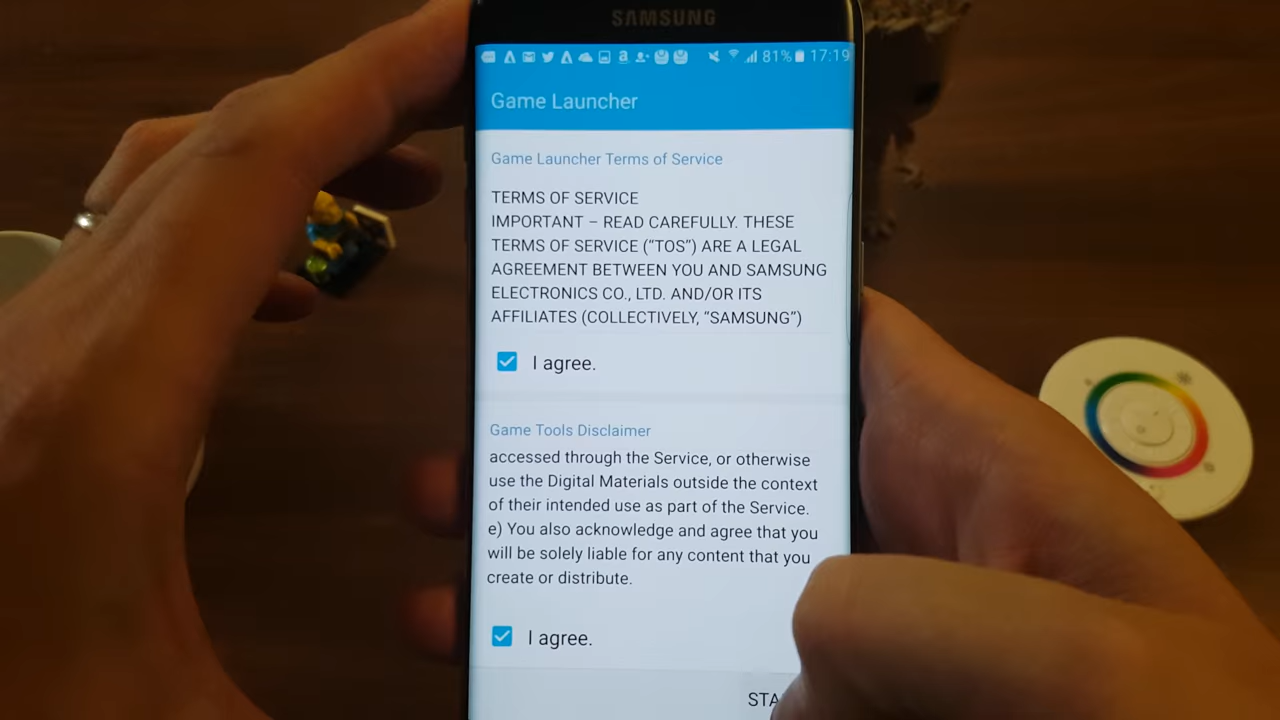 SAMSUNG
81% 17:19
Game Launcher
Game Launcher Terms of Service
TERMS OF SERVICE
IMPORTANT – READ CAREFULLY. THESE
TERMS OF SERVICE (“TOS”) ARE A LEGAL
AGREEMENT BETWEEN YOU AND SAMSUNG
ELECTRONICS CO., LTD. AND/OR ITS
AFFILIATES (COLLECTIVELY, “SAMSUNG”)
I agree.
Game Tools Disclaimer
accessed through the Service, or otherwise
use the Digital Materials outside the context
of their intended use as part of the Service.
e) You also acknowledge and agree that you
will be solely liable for any content that you
create or distribute.
I agree.
STA